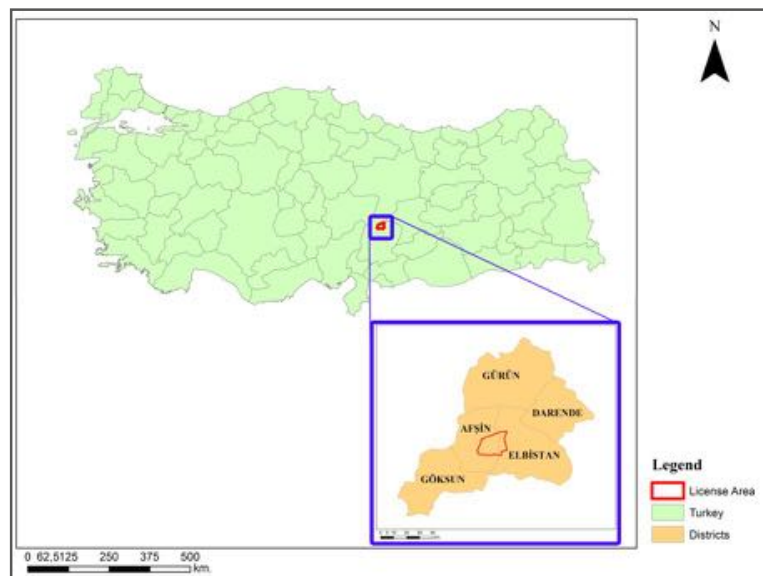 N
GÜRÜN
DARENDE
AFŞİN
ELBİSTAN
GÖKSUN
Legend
License Area
Turkey
Districts
0 62,5125 250 375 500
km.